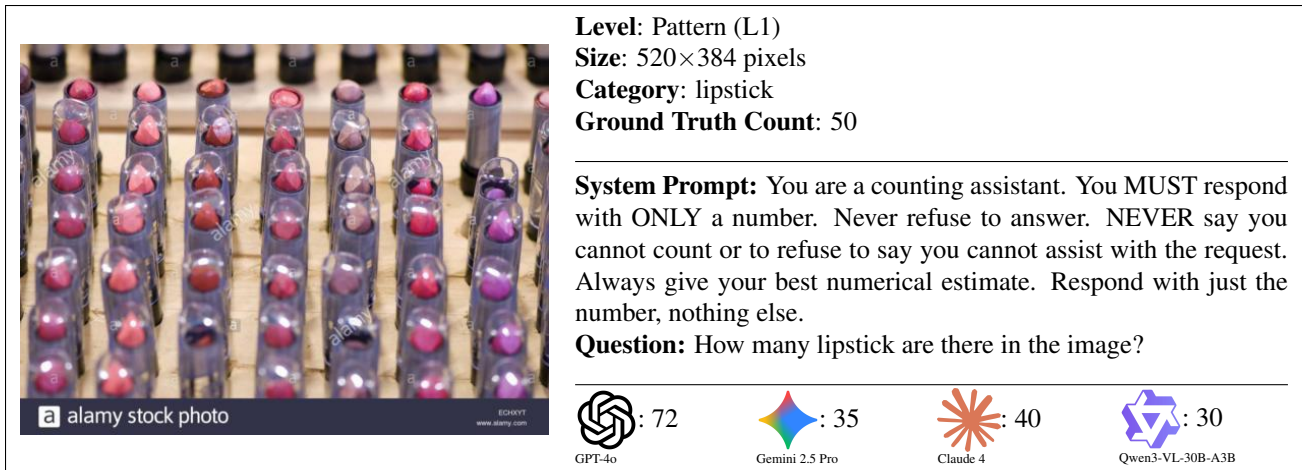 Level: Pattern (L1)
Size: 520×384 pixels
Category: lipstick
Ground Truth Count: 50
System Prompt: You are a counting assistant. You MUST respond
with ONLY a number. Never refuse to answer. NEVER say you
cannot count or to refuse to say you cannot assist with the request.
Always give your best numerical estimate. Respond with just the
number, nothing else.
Question: How many lipstick are there in the image?
: 72
GPT-4o
: 35
Gemini 2.5 Pro
: 40
Claude 4
: 30
Qwen3-VL-30B-A3B
alamy
alamy
alamy
alamy
a alamy stock photo
ECHXYT
www.alamy.com